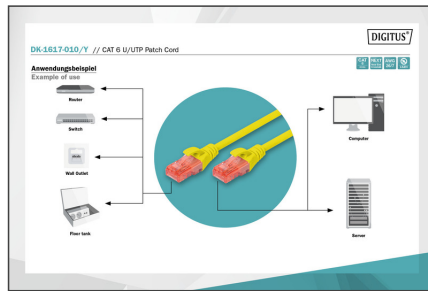 DIGITUS®
DK-1617-010/Y // CAT 6 U/UTP Patch Cord
Anwendungsbeispiel
Example of use
Router
Switch
Wall Outlet
Floor tank
Computer
Server